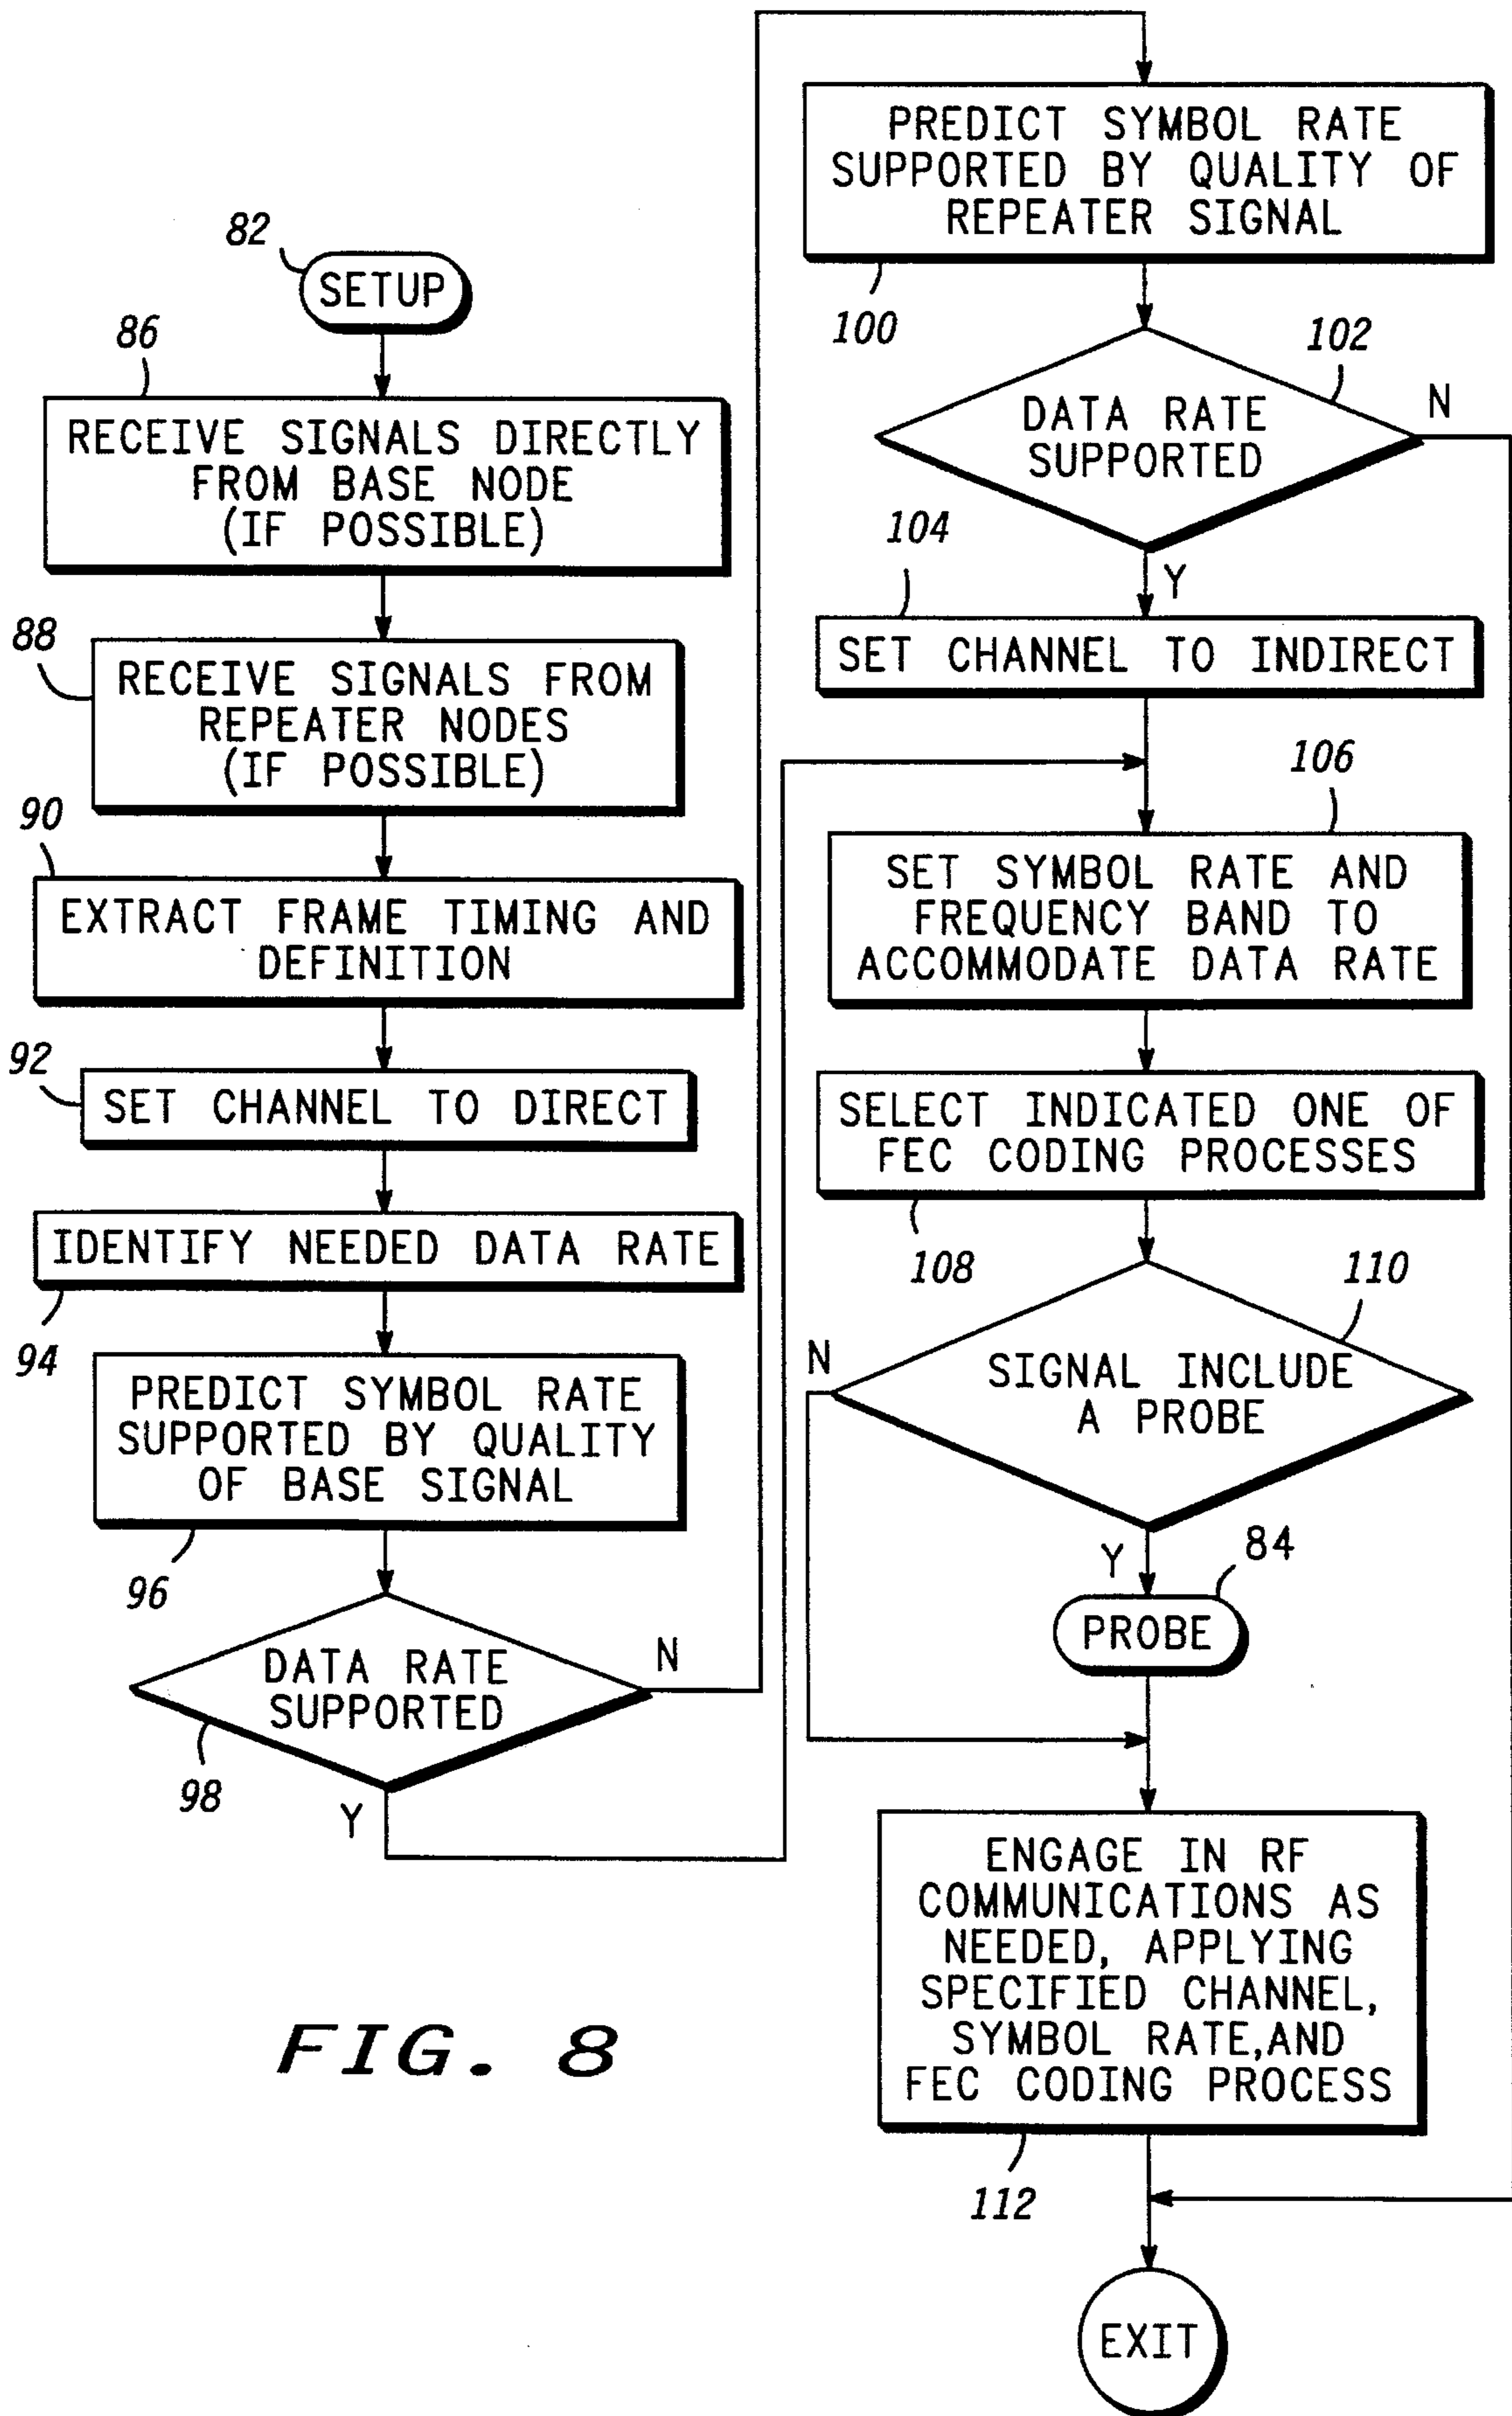 82
SETUP
86
RECEIVE SIGNALS DIRECTLY
FROM BASE NODE
(IF POSSIBLE)
88
RECEIVE SIGNALS FROM
REPEATER NODES
(IF POSSIBLE)
90
EXTRACT FRAME TIMING AND
DEFINITION
92
SET CHANNEL TO DIRECT
IDENTIFY NEEDED DATA RATE
94
PREDICT SYMBOL RATE
SUPPORTED BY QUALITY
OF BASE SIGNAL
96
DATA RATE
SUPPORTED
N
98
Y
PREDICT SYMBOL RATE
SUPPORTED BY QUALITY OF
REPEATER SIGNAL
100
102
DATA RATE
SUPPORTED
N
104
Y
SET CHANNEL TO INDIRECT
106
SET SYMBOL RATE AND
FREQUENCY BAND TO
ACCOMMODATE DATA RATE
SELECT INDICATED ONE OF
FEC CODING PROCESSES
108
110
N
SIGNAL INCLUDE
A PROBE
Y
84
PROBE
ENGAGE IN RF
COMMUNICATIONS AS
NEEDED, APPLYING
SPECIFIED CHANNEL,
SYMBOL RATE,AND
FEC CODING PROCESS
112
EXIT
FIG. 8